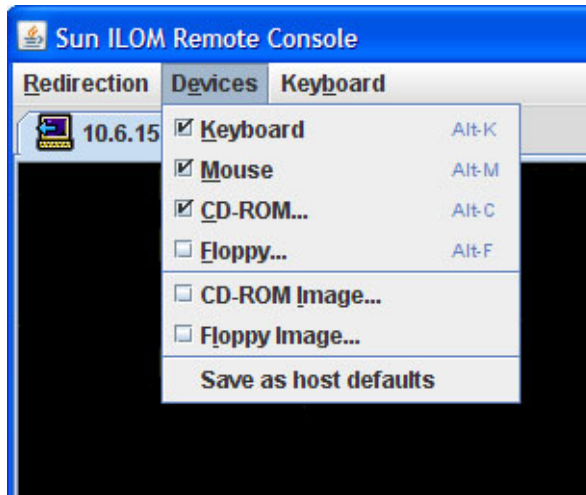 Sun ILOM Remote Console
Redirection Devices Keyboard
10.6.15
Keyboard Alt-K
Mouse Alt-M
CD-ROM... Alt-C
Floppy... Alt-F
CD-ROM Image...
Floppy Image...
Save as host defaults